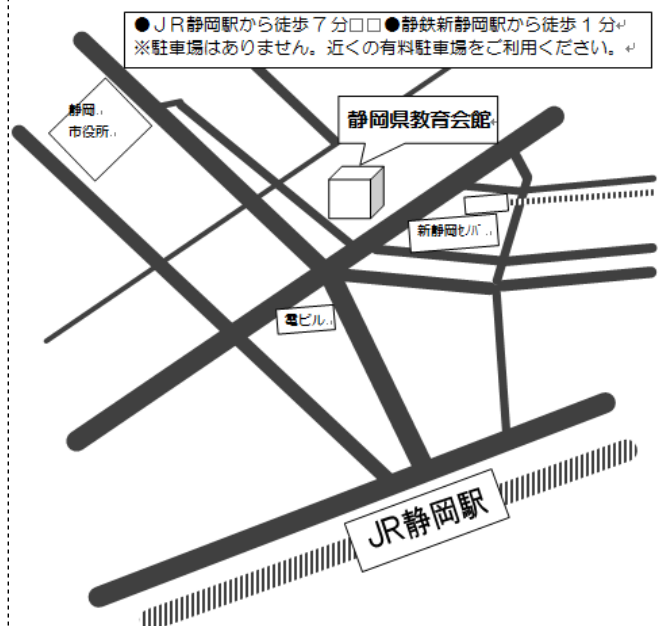 ●ＪＲ静岡駅から徒歩７分□□●静鉄新静岡駅から徒歩１分↵
※駐車場はありません。近くの有料駐車場をご利用ください。↵
静岡
市役所
静岡県教育会館
新静岡ｾﾉﾊﾞ
電ビル
JR静岡駅